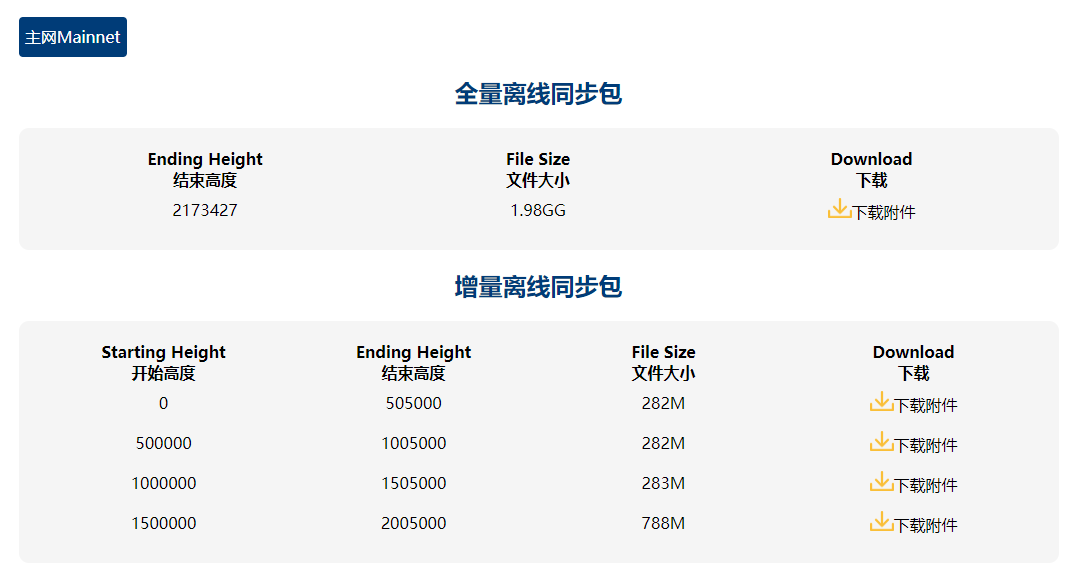 主网Mainnet
全量离线同步包
Ending Height File Size Download
结束高度 文件大小 下载
2173427 1.98GG 下载附件
增量离线同步包
Starting Height Ending Height File Size Download
开始高度 结束高度 文件大小 下载
0 505000 282M 下载附件
500000 1005000 282M 下载附件
1000000 1505000 283M 下载附件
1500000 2005000 788M 下载附件